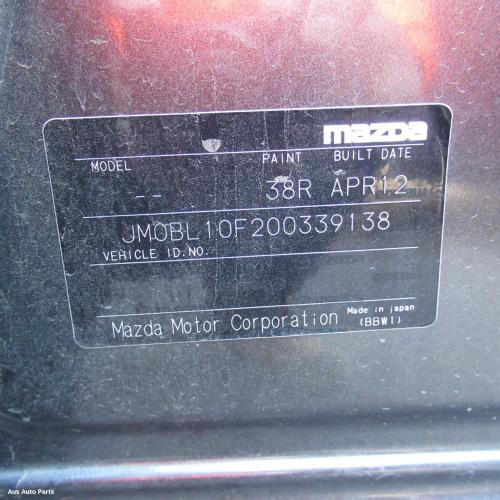 mazda
MODEL PAINT BUILT DATE
-- 38R APR12
JM0BL10F200339138
VEHICLE ID.NO.
Mazda Motor Corporation Made in japan
(BBW1)
Aus Auto Parts